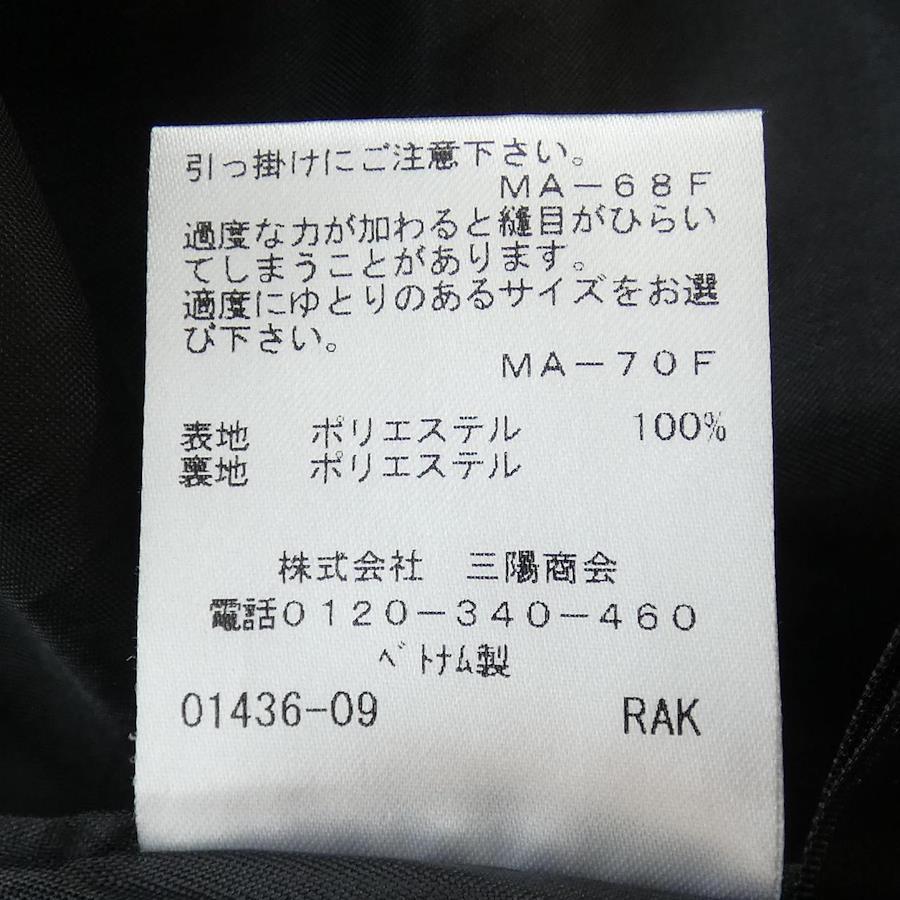 引っ掛けにご注意下さい。
ＭＡ－６８Ｆ
過度な力が加わると縫目がひらい
てしまうことがあります。
適度にゆとりのあるサイズをお選
び下さい。
ＭＡ－７０Ｆ
表地　ポリエステル　100%
裏地　ポリエステル
株式会社　三陽商会
電話０１２０－３４０－４６０
ﾍﾞﾄﾅﾑ製
01436-09　RAK